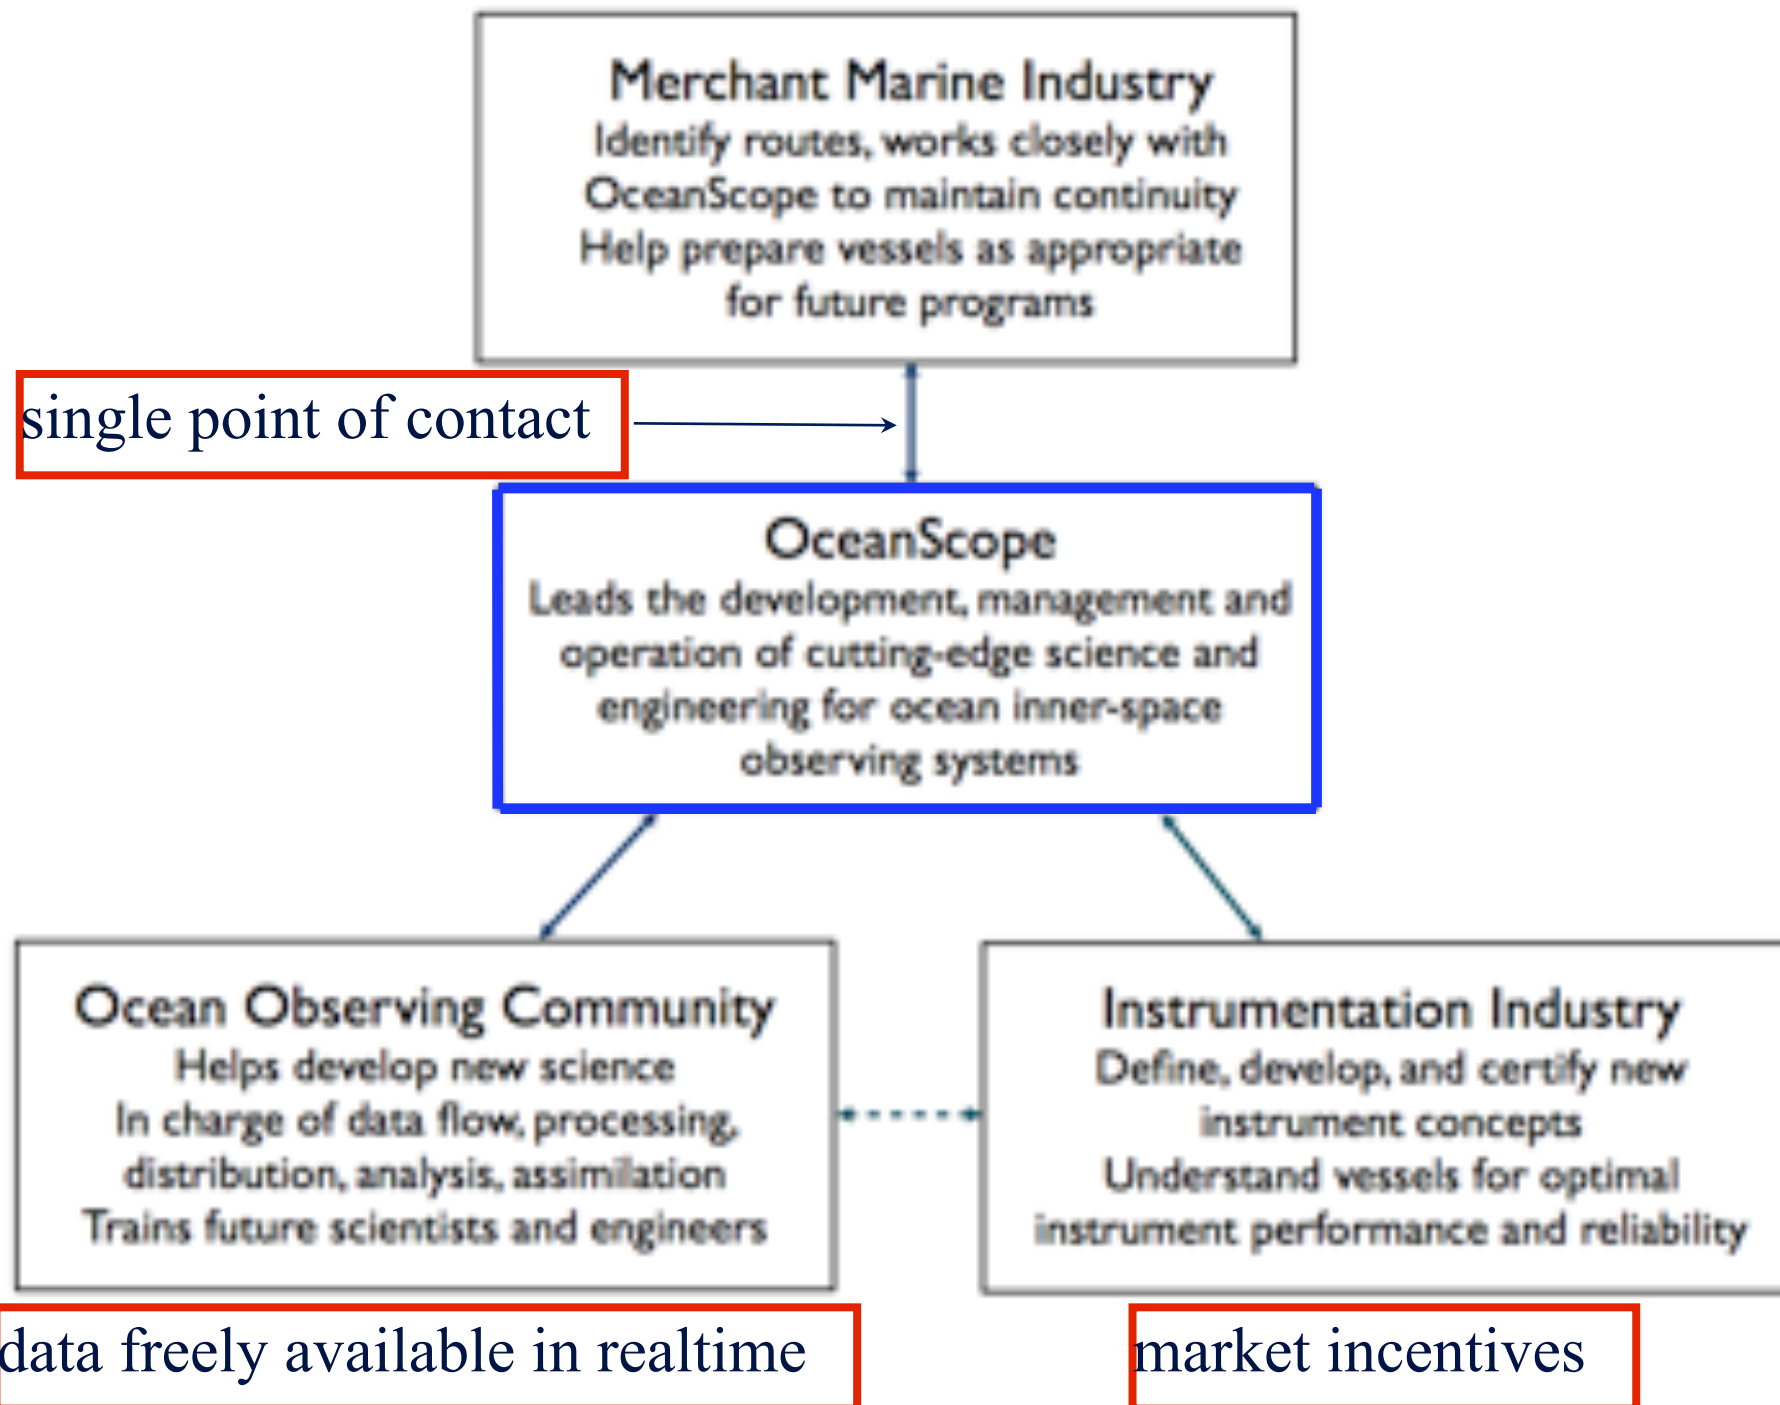 Merchant Marine Industry
Identify routes, works closely with
OceanScope to maintain continuity
Help prepare vessels as appropriate
for future programs
single point of contact
OceanScope
Leads the development, management and
operation of cutting-edge science and
engineering for ocean inner-space
observing systems
Ocean Observing Community
Helps develop new science
In charge of data flow, processing,
distribution, analysis, assimilation
Trains future scientists and engineers
Instrumentation Industry
Define, develop, and certify new
instrument concepts
Understand vessels for optimal
instrument performance and reliability
data freely available in realtime
market incentives